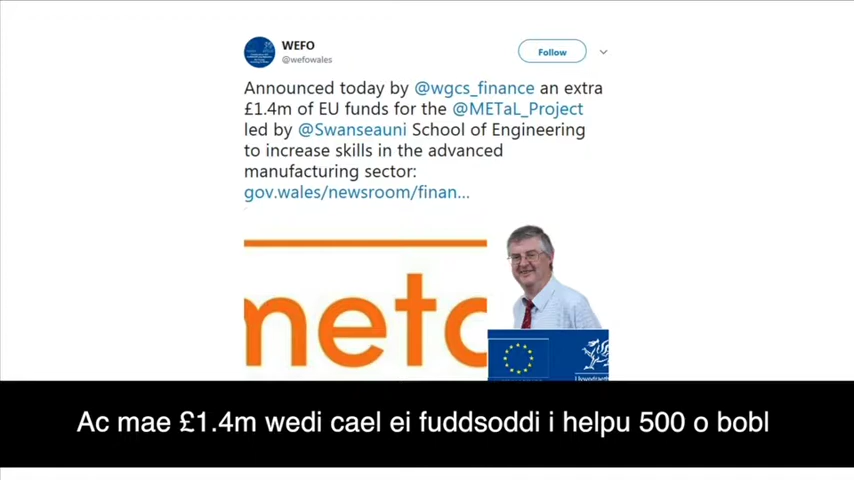 WEFO
@wefowales
Follow
Announced today by @wgcs_finance an extra
£1.4m of EU funds for the @METaL_Project
led by @Swanseauni School of Engineering
to increase skills in the advanced
manufacturing sector:
gov.wales/newsroom/finan...
meta
Ac mae £1.4m wedi cael ei fuddsoddi i helpu 500 o bobl